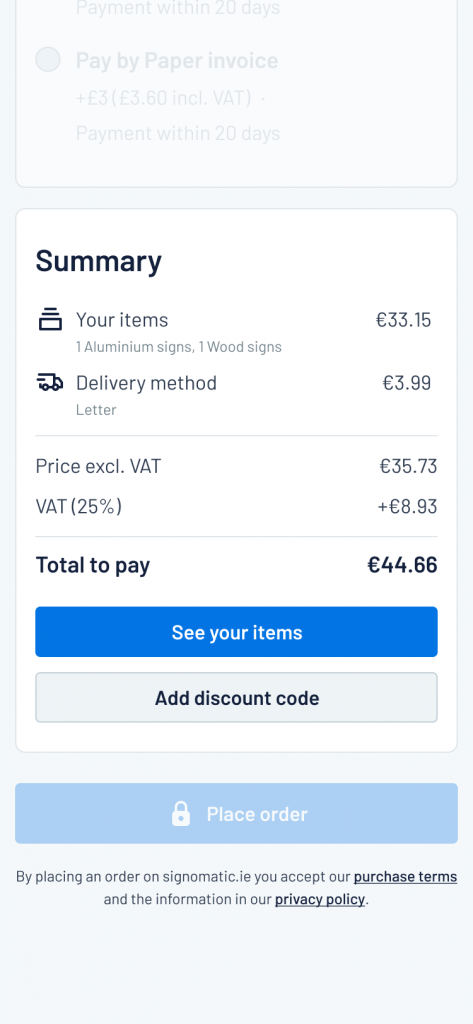 Payment within 20 days
Pay by Paper invoice
+£3 (£3.60 incl. VAT) ·
Payment within 20 days
Summary
Your items €33.15
1 Aluminium signs, 1 Wood signs
Delivery method €3.99
Letter
Price excl. VAT €35.73
VAT (25%) +€8.93
Total to pay €44.66
See your items
Add discount code
Place order
By placing an order on signomatic.ie you accept our purchase terms
and the information in our privacy policy.